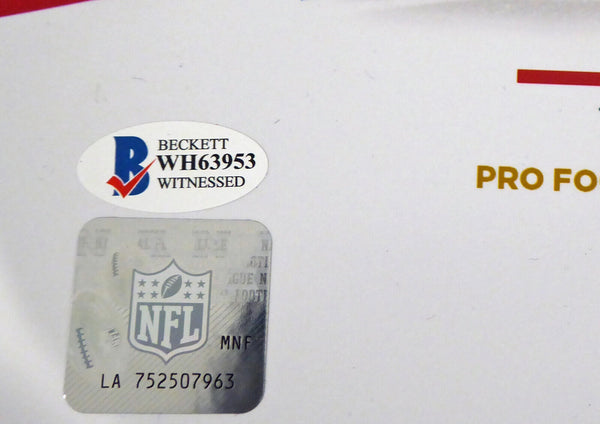 BECKETT
WH63953
WITNESSED
PRO FO
NFL
MNF
LA 752507963